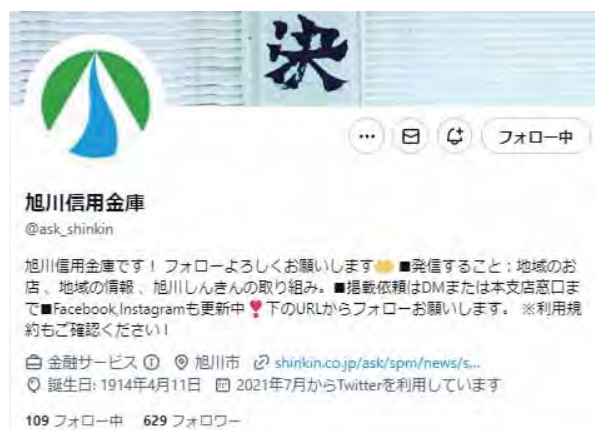 決
フォロー中
旭川信用金庫
@ask_shinkin
旭川信用金庫です！ フォローよろしくお願いします🤲 ■発信すること：地域のお
店 、地域の情報 、旭川しんきんの取り組み。■掲載依頼はDMまたは本支店窓口ま
で■Facebook,Instagramも更新中❣️下のURLからフォローお願いします。 ※利用規
約もご確認ください！
金融サービス 旭川市 shinkin.co.jp/ask/spm/news/s...
誕生日: 1914年4月11日 2021年7月からTwitterを利用しています
109 フォロー中 629 フォロワー